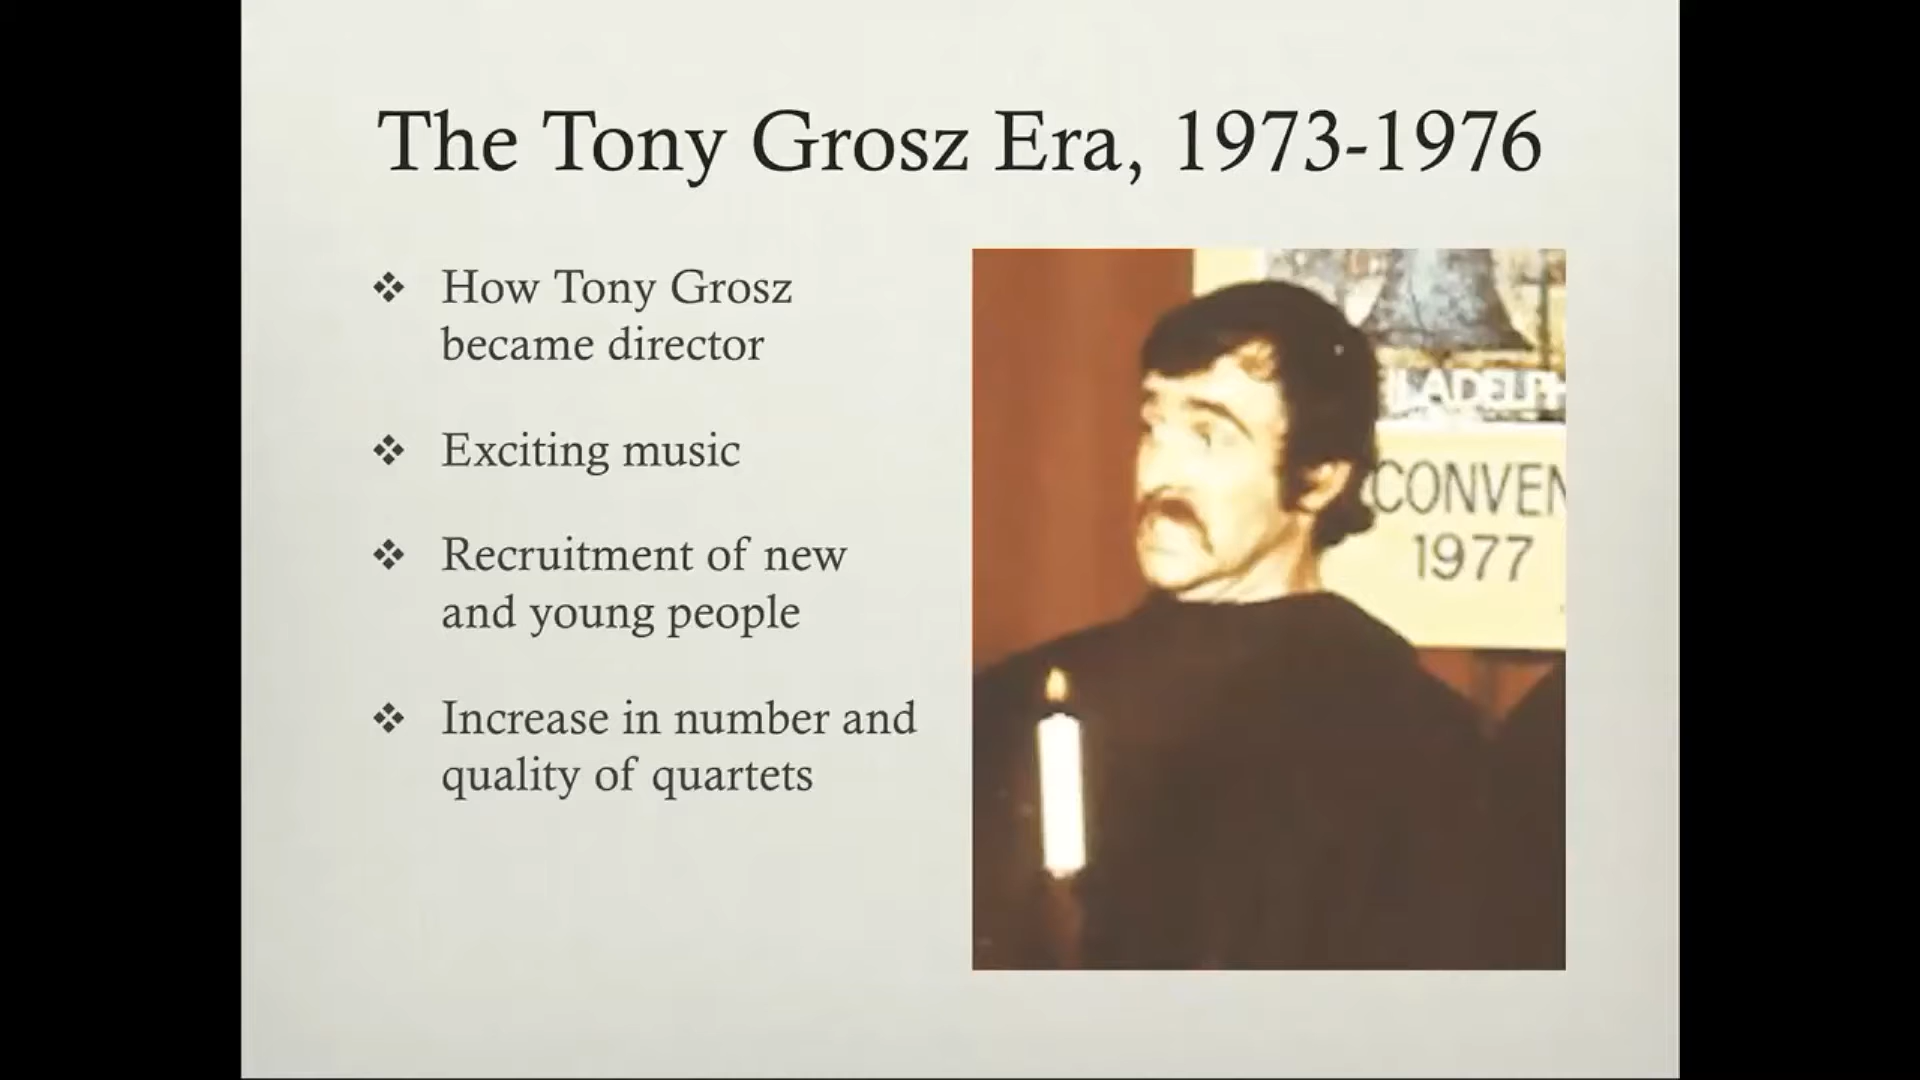 The Tony Grosz Era, 1973-1976
How Tony Grosz
became director
Exciting music
Recruitment of new
and young people
Increase in number and
quality of quartets
ILADELPH
CONVEN
1977